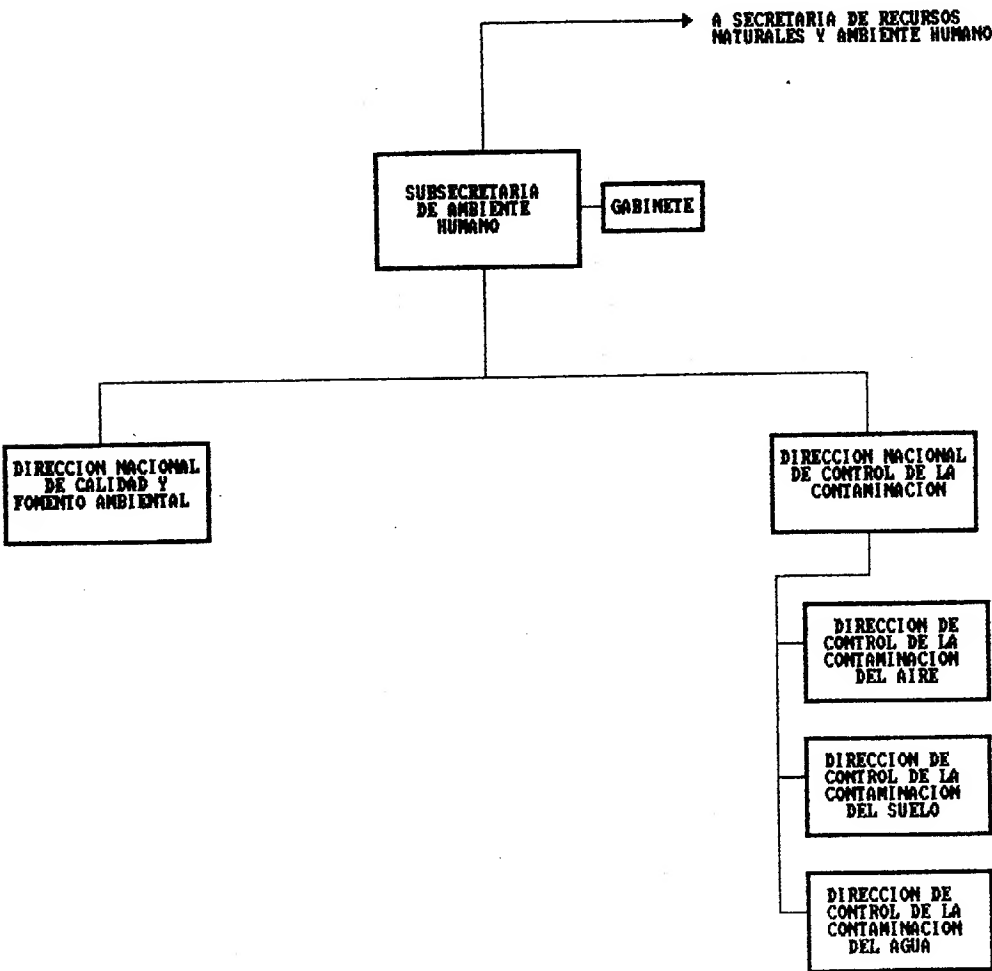 A SECRETARIA DE RECURSOS
NATURALES Y AMBIENTE HUMANO
SUBSECRETARIA
DE AMBIENTE
HUMANO
GABINETE
DIRECCION NACIONAL
DE CALIDAD Y
FOMENTO AMBIENTAL
DIRECCION NACIONAL
DE CONTROL DE LA
CONTAMINACION
DIRECCION DE
CONTROL DE LA
CONTAMINACION
DEL AIRE
DIRECCION DE
CONTROL DE LA
CONTAMINACION
DEL SUELO
DIRECCION DE
CONTROL DE LA
CONTAMINACION
DEL AGUA